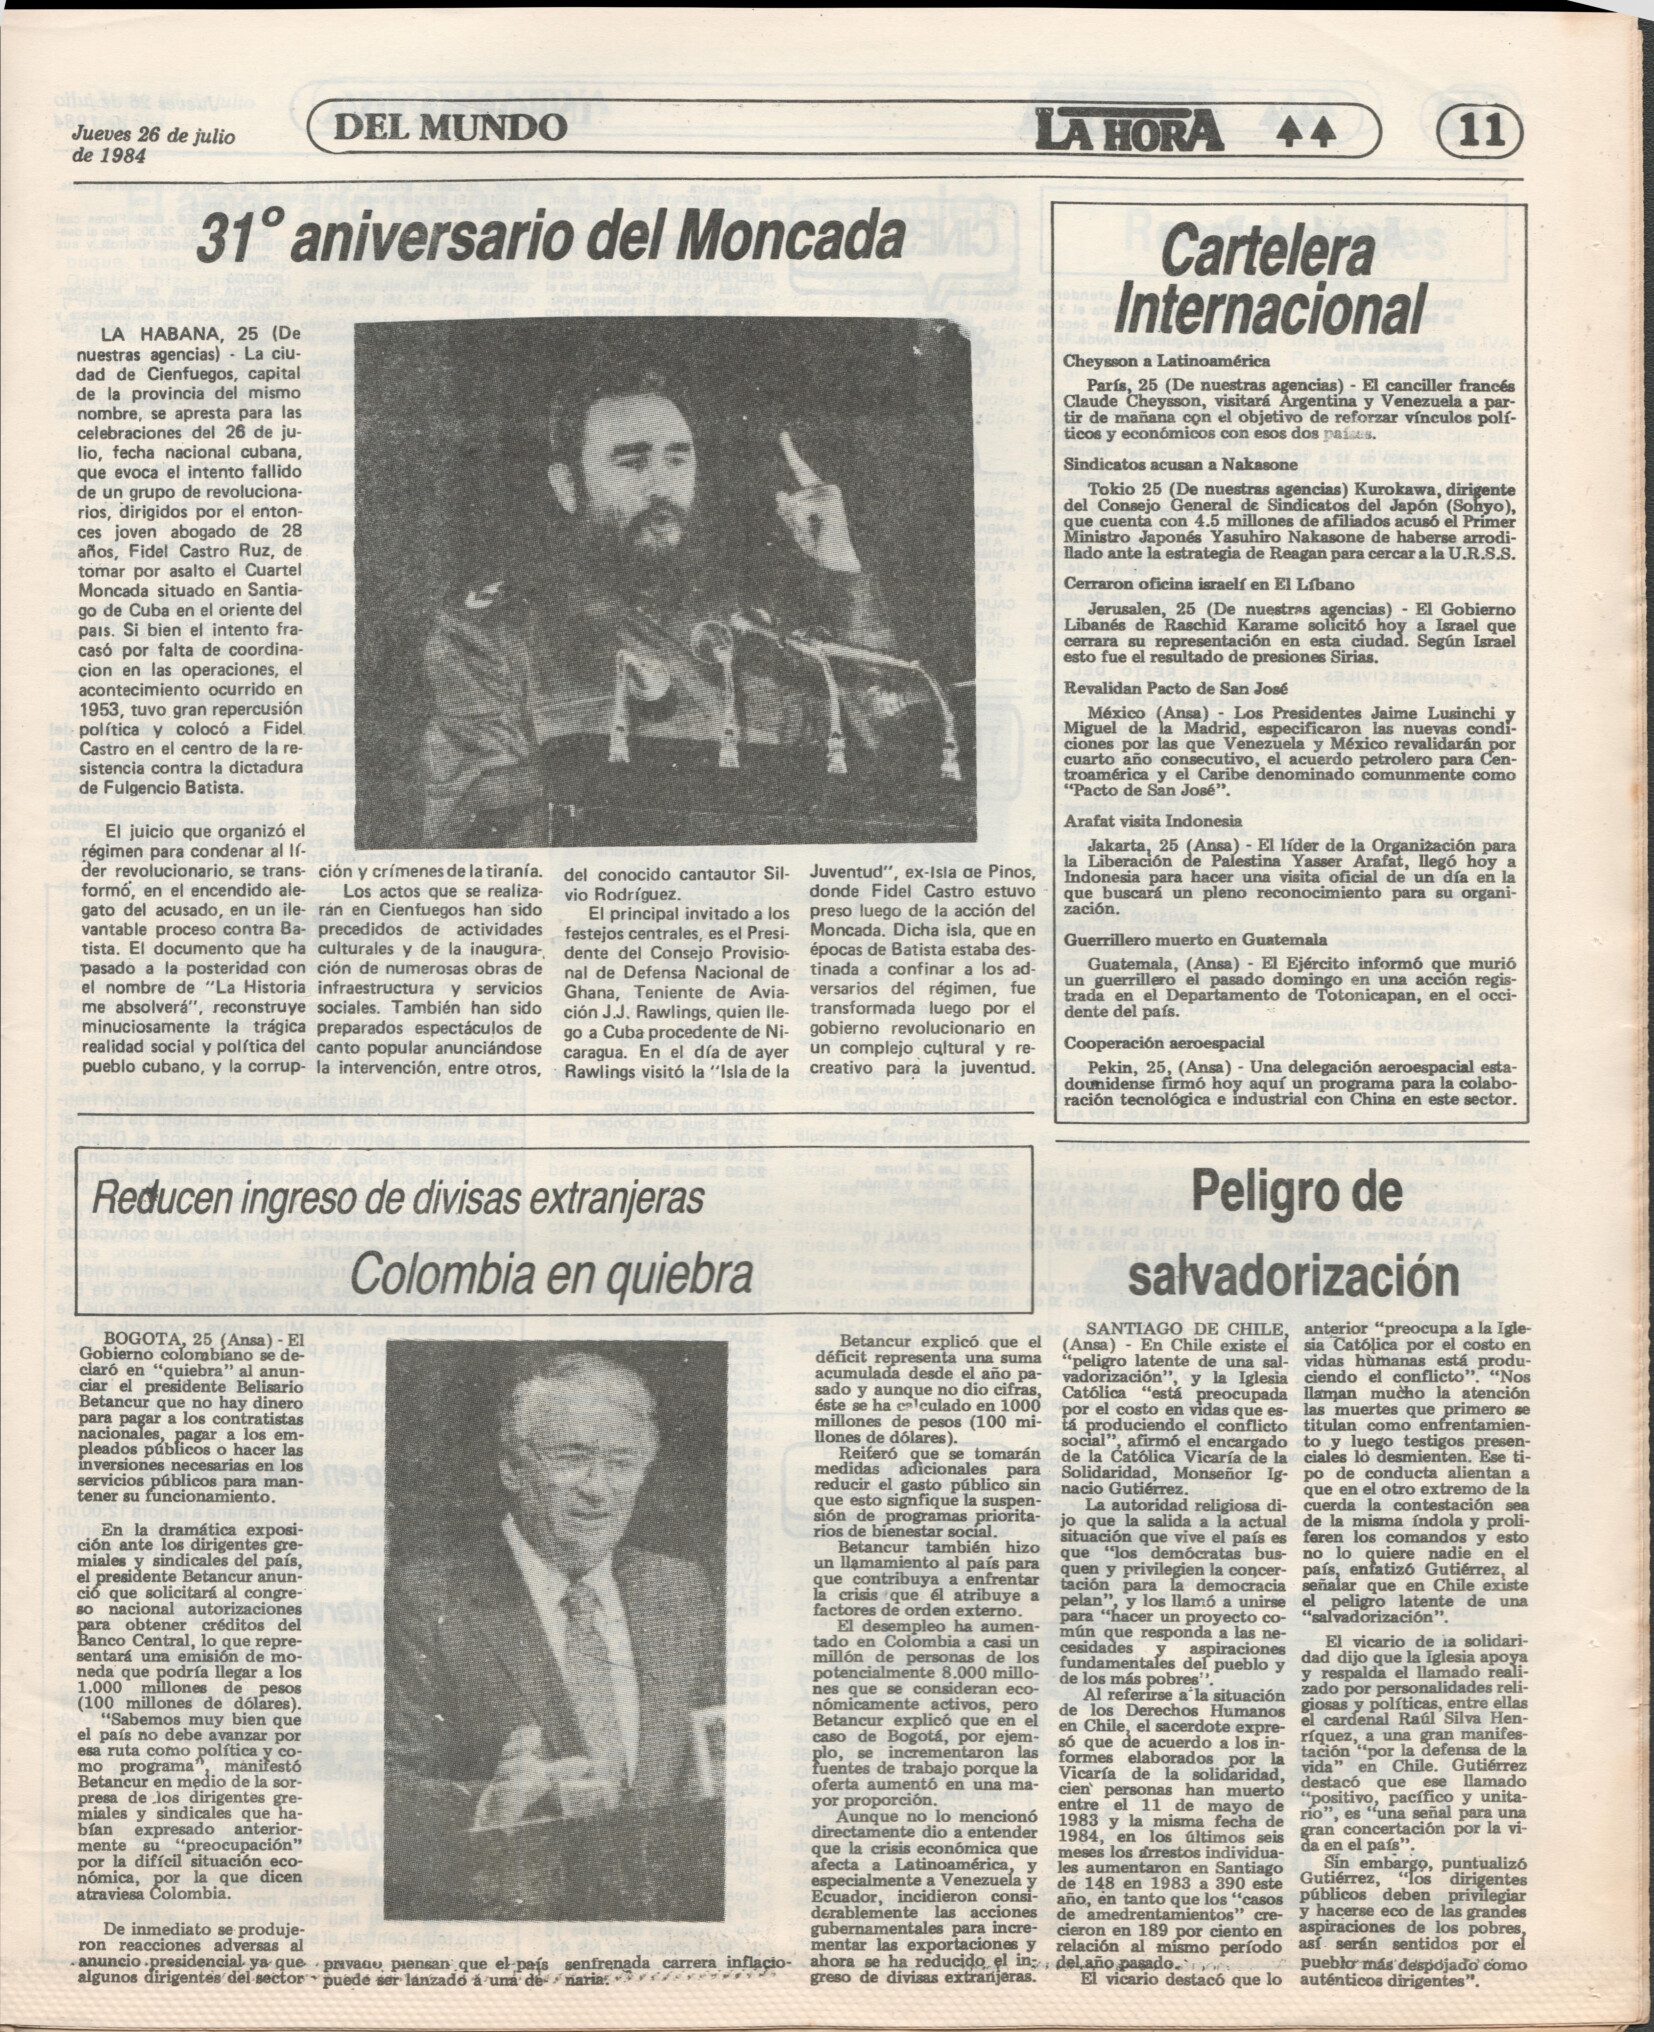 Jueves 26 de julio
de 1984
DEL MUNDO
LA HORA
11
31º aniversario del Moncada
LA HABANA, 25 (De
nuestras agencias) - La ciu-
dad de Cienfuegos, capital
de la provincia del mismo
nombre, se apresta para las
celebraciones del 26 de ju-
lio, fecha nacional cubana,
que evoca el intento fallido
de un grupo de revoluciona-
rios, dirigidos por el enton-
ces joven abogado de 28
años, Fidel Castro Ruz, de
tomar por asalto el Cuartel
Moncada situado en Santia-
go de Cuba en el oriente del
pais. Si bien el intento fra-
casó por falta de coordina-
cion en las operaciones, el
acontecimiento ocurrido en
1953, tuvo gran repercusión
política y colocó a Fidel
Castro en el centro de la re-
sistencia contra la dictadura
de Fulgencio Batista.
El juicio que organizó el
régimen para condenar al lí-
der revolucionario, se trans-
formó, en el encendido ale-
gato del acusado, en un ile-
vantable proceso contra Ba-
tista. El documento que ha
pasado a la posteridad con
el nombre de "La Historia
me absolverá", reconstruye
minuciosamente la trágica
realidad social y política del
pueblo cubano, y la corrup-
ción y crímenes de la tiranía.
Los actos que se realiza-
rán en Cienfuegos han sido
precedidos de actividades
culturales y de la inaugura-
ción de numerosas obras de
infraestructura y servicios
sociales. También han sido
preparados espectáculos de
canto popular anunciándose
la intervención, entre otros,
del conocido cantautor Sil-
vio Rodríguez.
El principal invitado a los
festejos centrales, es el Presi-
dente del Consejo Provisio-
nal de Defensa Nacional de
Ghana, Teniente de Avia-
ción J.J. Rawlings, quien lle-
go a Cuba procedente de Ni-
caragua. En el día de ayer
Rawlings visitó la "Isla de la
Juventud", ex-Isla de Pinos,
donde Fidel Castro estuvo
preso luego de la acción del
Moncada. Dicha isla, que en
épocas de Batista estaba des-
tinada a confinar a los ad-
versarios del régimen, fue
transformada luego por el
gobierno revolucionario en
un complejo cultural y re-
creativo para la juventud.
Cartelera
Internacional
Cheysson a Latinoamérica
París, 25 (De nuestras agencias) - El canciller francés
Claude Cheysson, visitará Argentina y Venezuela a par-
tir de mañana con el objetivo de reforzar vínculos polí-
ticos y económicos con esos dos países.
Sindicatos acusan a Nakasone
Tokio 25 (De nuestras agencias) Kurokawa, dirigente
del Consejo General de Sindicatos del Japón (Sohyo),
que cuenta con 4.5 millones de afiliados acusó el Primer
Ministro Japonés Yasuhiro Nakasone de haberse arrodi-
llado ante la estrategia de Reagan para cercar a la U.R.S.S.
Cerraron oficina israelí en El Líbano
Jerusalen, 25 (De nuestras agencias) - El Gobierno
Libanés de Raschid Karame solicitó hoy a Israel que
cerrara su representación en esta ciudad. Según Israel
esto fue el resultado de presiones Sirias.
Revalidan Pacto de San José
México (Ansa) - Los Presidentes Jaime Lusinchi y
Miguel de la Madrid, especificaron las nuevas condi-
ciones por las que Venezuela y México revalidarán por
cuarto año consecutivo, el acuerdo petrolero para Cen-
troamérica y el Caribe denominado comunmente como
"Pacto de San José".
Arafat visita Indonesia
Jakarta, 25 (Ansa) - El líder de la Organización para
la Liberación de Palestina Yasser Arafat, llegó hoy a
Indonesia para hacer una visita oficial de un día en la
que buscará un pleno reconocimiento para su organi-
zación.
Guerrillero muerto en Guatemala
Guatemala, (Ansa) - El Ejército informó que murió
un guerrillero el pasado domingo en una acción regis-
trada en el Departamento de Totonicapan, en el occi-
dente del país.
Cooperación aeroespacial
Pekin, 25, (Ansa) - Una delegación aeroespacial esta-
dounidense firmó hoy aquí un programa para la colabo-
ración tecnológica e industrial con China en este sector.
Reducen ingreso de divisas extranjeras
Colombia en quiebra
BOGOTA, 25 (Ansa) - El
Gobierno colombiano se de-
claró en "quiebra" al anun-
ciar el presidente Belisario
Betancur que no hay dinero
para pagar a los contratistas
nacionales, pagar a los em-
pleados públicos o hacer las
inversiones necesarias en los
servicios públicos para man-
tener su funcionamiento.
En la dramática exposi-
ción ante los dirigentes gre-
miales y sindicales del país,
el presidente Betancur anun-
ció que solicitará al congre-
so nacional autorizaciones
para obtener créditos del
Banco Central, lo que repre-
sentará una emisión de mo-
neda que podría llegar a los
1.000 millones de pesos
(100 millones de dólares).
"Sabemos muy bien que
el país no debe avanzar por
esa ruta como política y co-
mo programa", manifestó
Betancur en medio de la sor-
presa de los dirigentes gre-
miales y sindicales que ha-
bían expresado anterior-
mente su "preocupación"
por la difícil situación eco-
nómica, por la que dicen
atraviesa Colombia.
De inmediato se produje-
ron reacciones adversas al
anuncio presidencial ya que
algunos dirigentes del sector
privado piensan que el país
puede ser lanzado a una de-
senfrenada carrera inflacio-
naria.
Betancur explicó que el
déficit representa una suma
acumulada desde el año pa-
sado y aunque no dio cifras,
éste se ha calculado en 1000
millones de pesos (100 mi-
llones de dólares).
Reiteró que se tomarán
medidas adicionales para
reducir el gasto público sin
que esto signfique la suspen-
sión de programas priorita-
rios de bienestar social.
Betancur también hizo
un llamamiento al país para
que contribuya a enfrentar
la crisis que él atribuye a
factores de orden externo.
El desempleo ha aumen-
tado en Colombia a casi un
millón de personas de los
potencialmente 8.000 millo-
nes que se consideran eco-
nómicamente activos, pero
Betancur explicó que en el
caso de Bogotá, por ejem-
plo, se incrementaron las
fuentes de trabajo porque la
oferta aumentó en una ma-
yor proporción.
Aunque no lo mencionó
directamente dio a entender
que la crisis económica que
afecta a Latinoamérica, y
especialmente a Venezuela y
Ecuador, incidieron consi-
derablemente las acciones
gubernamentales para incre-
mentar las exportaciones y
ahora se ha reducido el in-
greso de divisas extranjeras.
Peligro de
salvadorización
SANTIAGO DE CHILE,
(Ansa) - En Chile existe el
"peligro latente de una sal-
vadorización", y la Iglesia
Católica "está preocupada
por el costo en vidas que es-
tá produciendo el conflicto
social", afirmó el encargado
de la Católica Vicaría de la
Solidaridad, Monseñor Ig-
nacio Gutiérrez.
La autoridad religiosa di-
jo que la salida a la actual
situación que vive el país es
que "los demócratas bus-
quen y privilegien la concer-
tación para la democracia
pelan", y los llamó a unirse
para "hacer un proyecto co-
mún que responda a las ne-
cesidades y aspiraciones
fundamentales del pueblo y
de los más pobres".
Al referirse a la situación
de los Derechos Humanos
en Chile, el sacerdote expre-
só que de acuerdo a los in-
formes elaborados por la
Vicaría de la solidaridad,
cien personas han muerto
entre el 11 de mayo de
1983 y la misma fecha de
1984, en los últimos seis
meses los arrestos individua-
les aumentaron en Santiago
de 148 en 1983 a 390 este
año, en tanto que los "casos
de amedrentamientos" cre-
cieron en 189 por ciento en
relación al mismo período
del año pasado.
El vicario destacó que lo
anterior "preocupa a la Igle-
sia Católica por el costo en
vidas humanas está produ-
ciendo el conflicto". "Nos
llaman mucho la atención
las muertes que primero se
titulan como enfrentamien-
to y luego testigos presen-
ciales lo desmienten. Ese ti-
po de conducta alientan a
que en el otro extremo de la
cuerda la contestación sea
de la misma índola y proli-
feren los comandos y esto
no lo quiere nadie en el
país, enfatizó Gutiérrez, al
señalar que en Chile existe
el peligro latente de una
"salvadorización".
El vicario de la solidari-
dad dijo que la Iglesia apoya
y respalda el llamado reali-
zado por personalidades reli-
giosas y políticas, entre ellas
el cardenal Raúl Silva Hen-
ríquez, a una gran manifes-
tación "por la defensa de la
vida" en Chile. Gutiérrez
destacó que ese llamado
"positivo, pacífico y unita-
rio", es "una señal para una
gran concertación por la vi-
da en el país".
Sin embargo, puntualizó
Gutiérrez, "los dirigentes
públicos deben privilegiar
y hacerse eco de las grandes
aspiraciones de los pobres,
así serán sentidos por el
pueblo más despojado como
auténticos dirigentes".